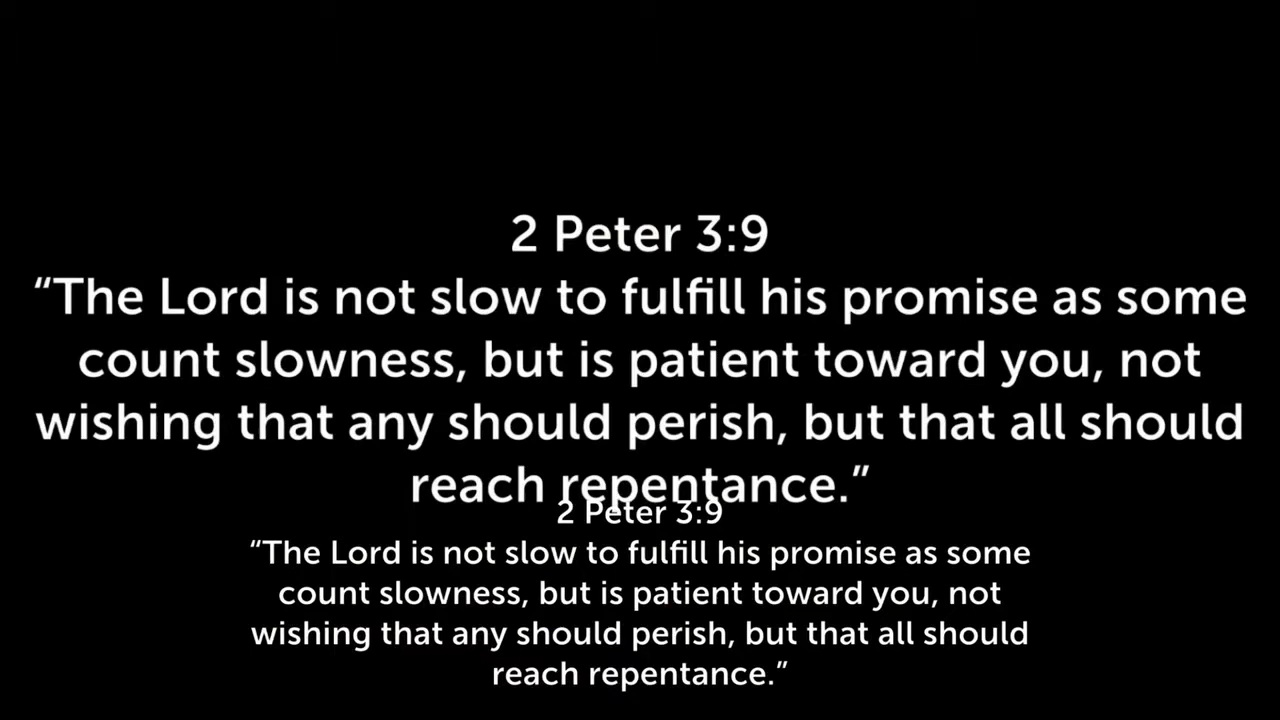 2 Peter 3:9
“The Lord is not slow to fulfill his promise as some
count slowness, but is patient toward you, not
wishing that any should perish, but that all should
reach repentance.”
2 Peter 3:9
“The Lord is not slow to fulfill his promise as some
count slowness, but is patient toward you, not
wishing that any should perish, but that all should
reach repentance.”